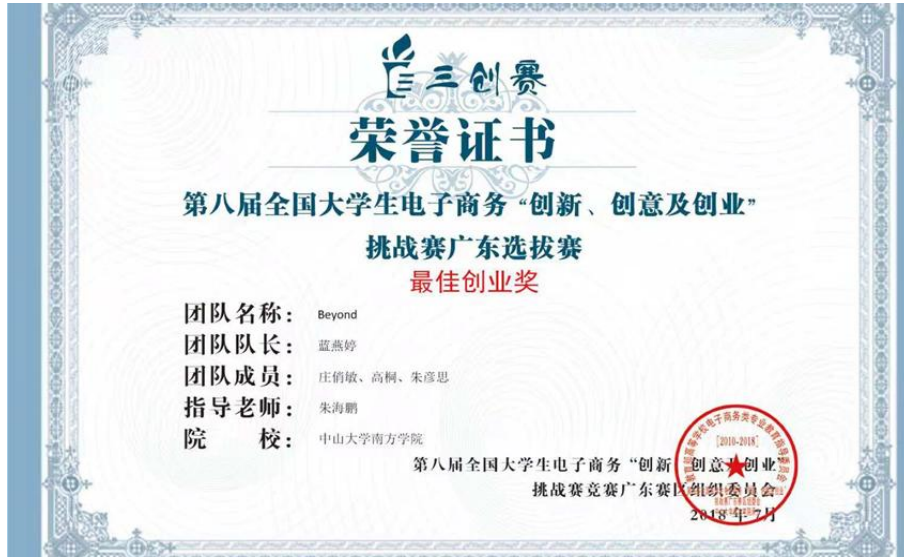 三创赛
荣誉证书
第八届全国大学生电子商务“创新、创意及创业”
挑战赛广东选拔赛
最佳创业奖
团队名称： Beyond
团队队长： 蓝燕婷
团队成员： 庄俏敏、高桐、朱彦思
指导老师： 朱海鹏
院 校： 中山大学南方学院
[2010-2018]
第八届全国大学生电子商务“创新、创意及创业”
挑战赛竞赛广东赛区组织委员会
2018年7月